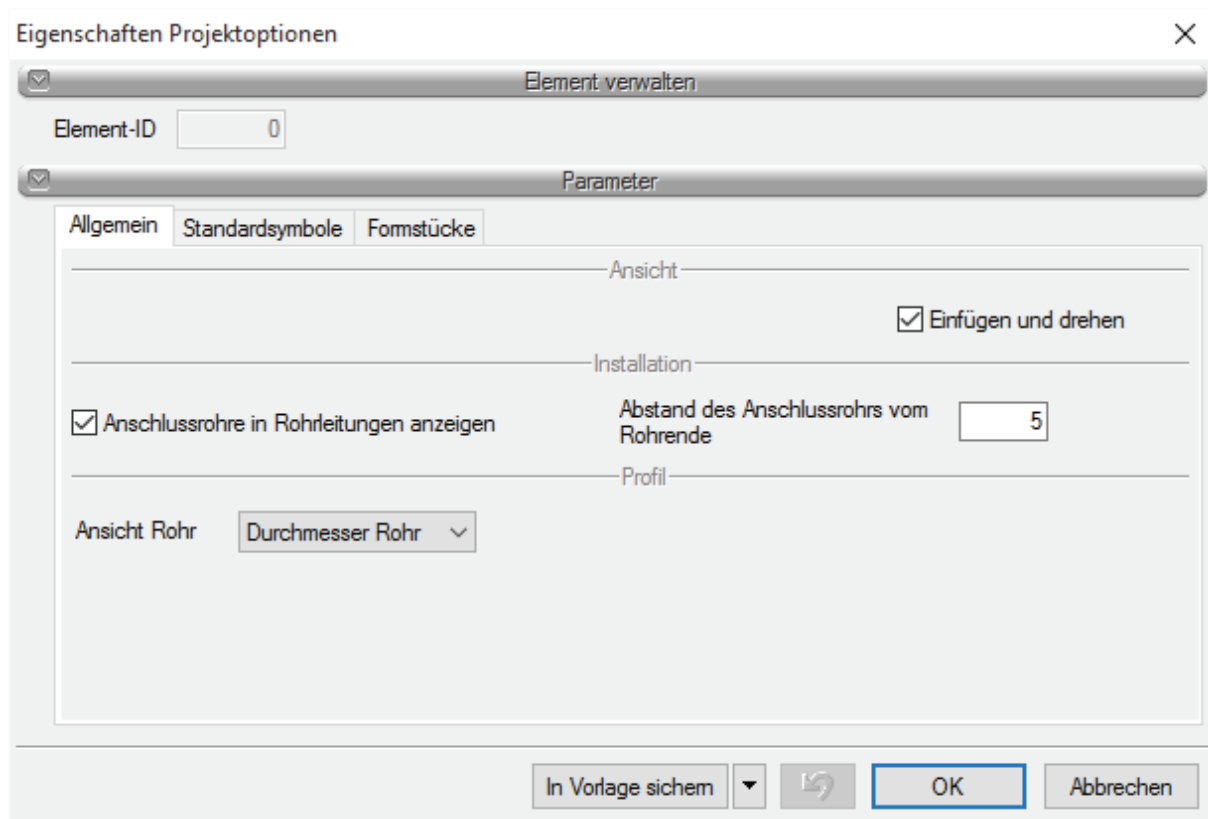 Eigenschaften Projektoptionen
Element verwalten
Element-ID 0
Parameter
Allgemein Standardsymbole Formstücke
Ansicht
Einfügen und drehen
Installation
Anschlussrohre in Rohrleitungen anzeigen
Abstand des Anschlussrohrs vom
Rohrende
5
Profil
Ansicht Rohr Durchmesser Rohr
In Vorlage sichern OK Abbrechen